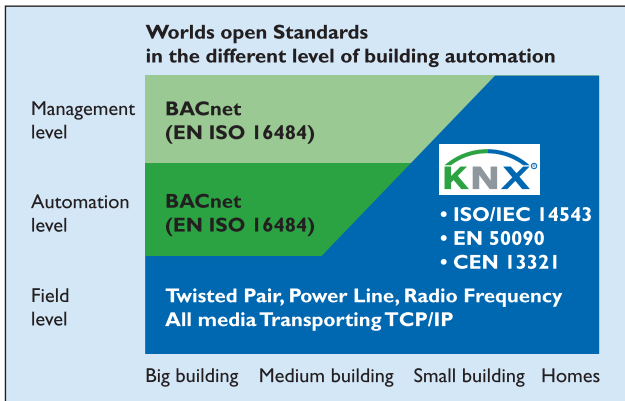 Worlds open Standards
in the different level of building automation
Management
level
BACnet
(EN ISO 16484)
KNX
®
Automation
level
BACnet
(EN ISO 16484)
• ISO/IEC 14543
• EN 50090
• CEN 13321
Field
level
Twisted Pair, Power Line, Radio Frequency
All media Transporting TCP/IP
Big building Medium building Small building Homes